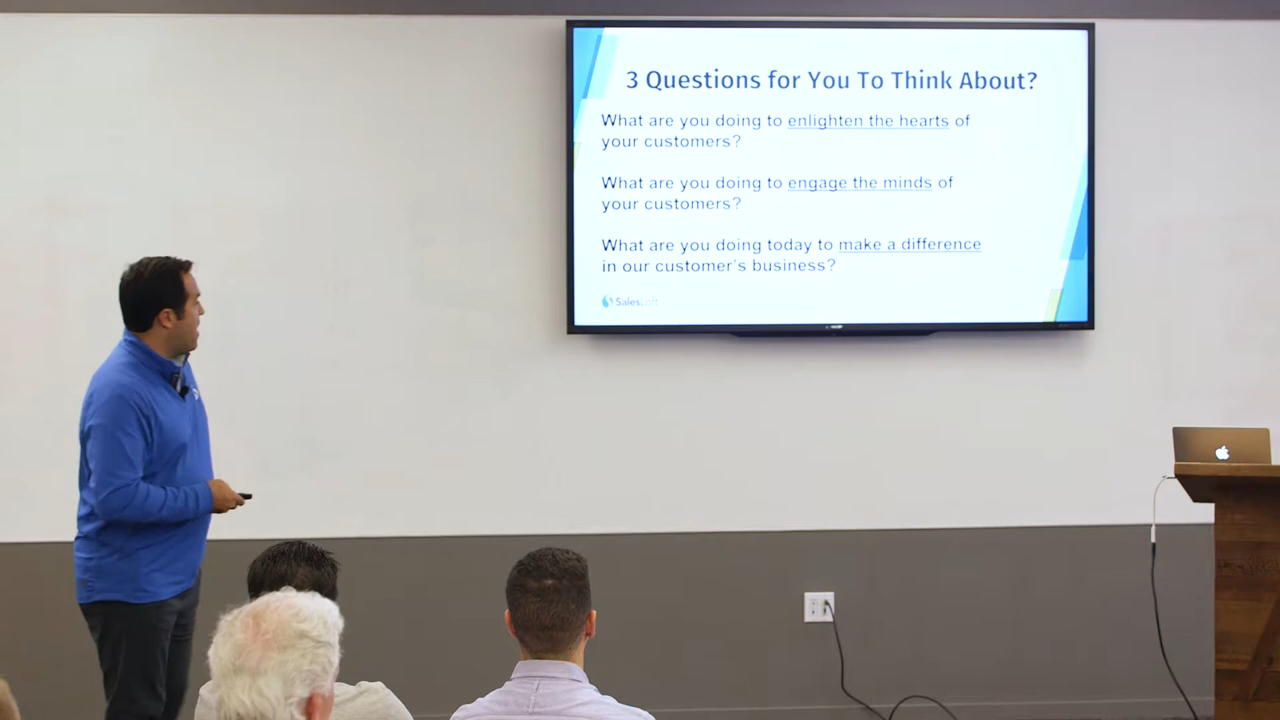 3 Questions for You To Think About?
What are you doing to enlighten the hearts of
your customers?
What are you doing to engage the minds of
your customers?
What are you doing today to make a difference
in our customer's business?
SalesLoft